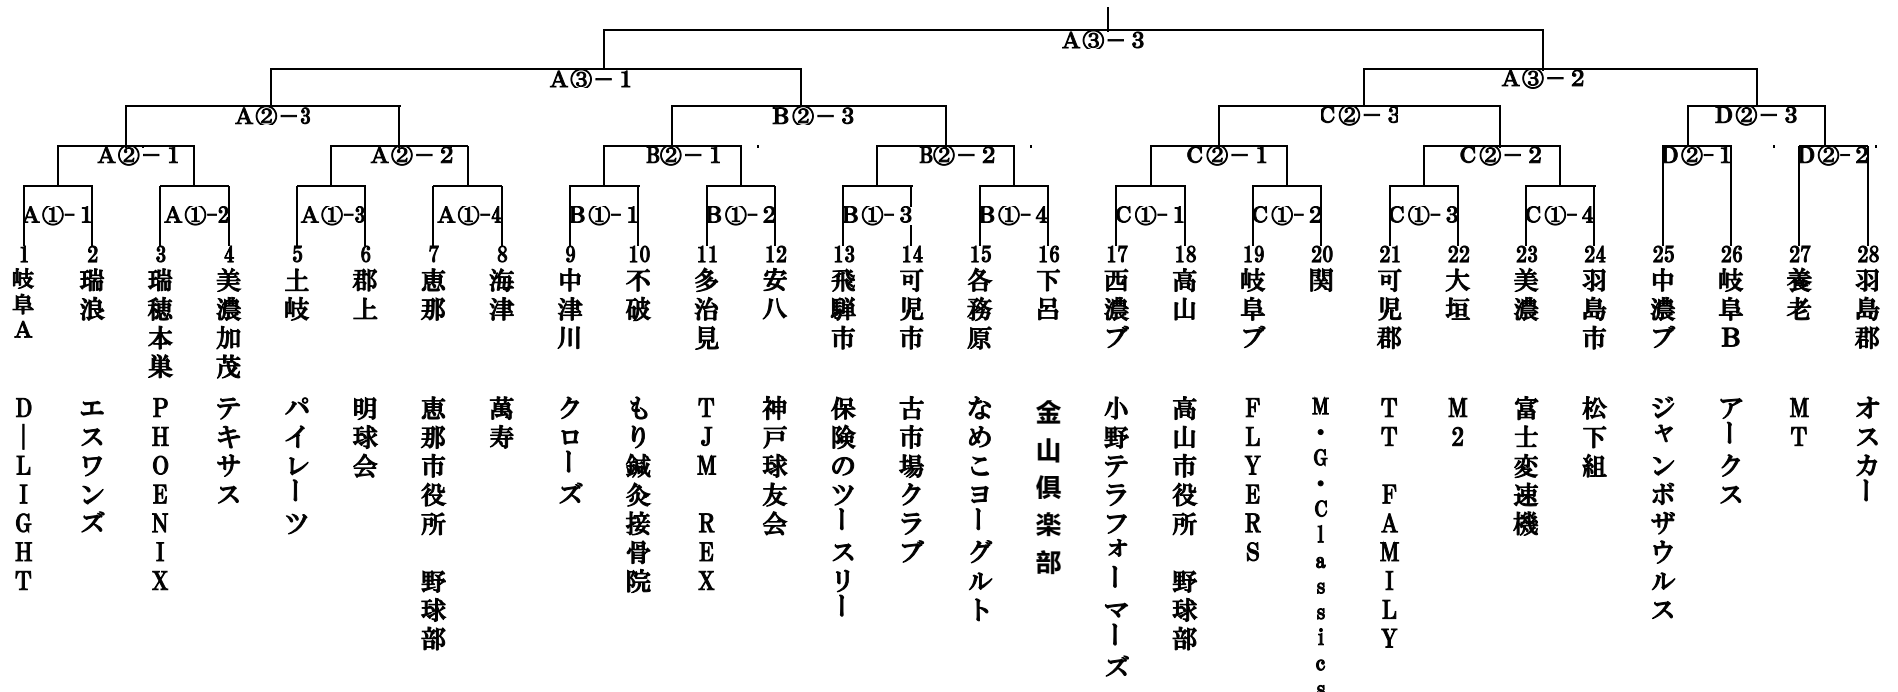 A③－3
A③－1
A③－2
A②－3
B②－3
C②－3
D②－3
A②－1
A②－2
B②－1
B②－2
C②－1
C②－2
D②－1
D②－2
A①－1
A①－2
A①－3
A①－4
B①－1
B①－2
B①－3
B①－4
C①－1
C①－2
C①－3
C①－4
1 岐阜A D―LIGHT
2 瑞浪 エスワンズ
3 瑞穂本巣 PHOENIX
4 美濃加茂 テキサス
5 土岐 パイレーツ
6 郡上 明球会
7 恵那 恵那市役所 野球部
8 海津 萬寿
9 中津川 クローズ
10 不破 もり鍼灸接骨院
11 多治見 TJM REX
12 安八 神戸球友会
13 飛騨市 保険のツースリー
14 可児市 古市場クラブ
15 各務原 なめこヨーグルト
16 下呂 金山倶楽部
17 西濃ブ 小野テラフォーマーズ
18 高山 高山市役所 野球部
19 岐阜ブ FLYERS
20 関 M・G・Classics
21 可児郡 TT FAMILY
22 大垣 M2
23 美濃 富士変速機
24 羽島市 松下組
25 中濃ブ ジャンボザウルス
26 岐阜B アークス
27 養老 MT
28 羽島郡 オスカー